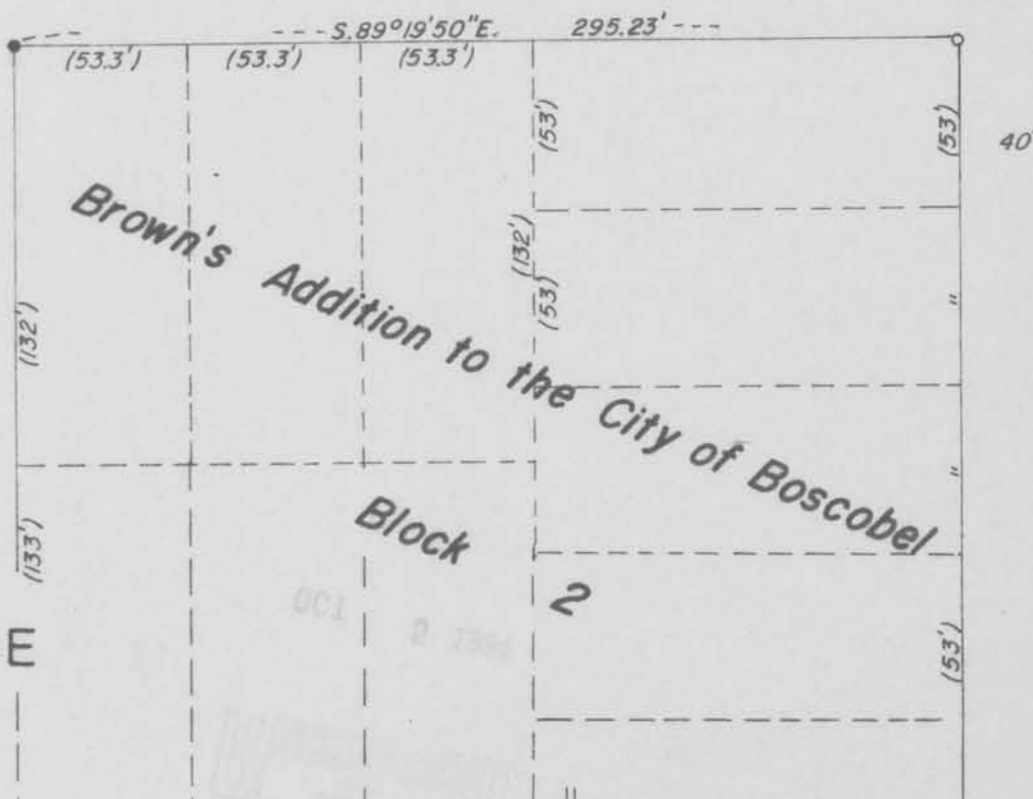 ---S.89°19'50"E. 295.23'---
(53.3') (53.3') (53.3')
(53')
(53')
40'
Brown's Addition to the City of Boscobel
(132')
(53')
(132')
"
"
Block 2
(133')
(53')
E